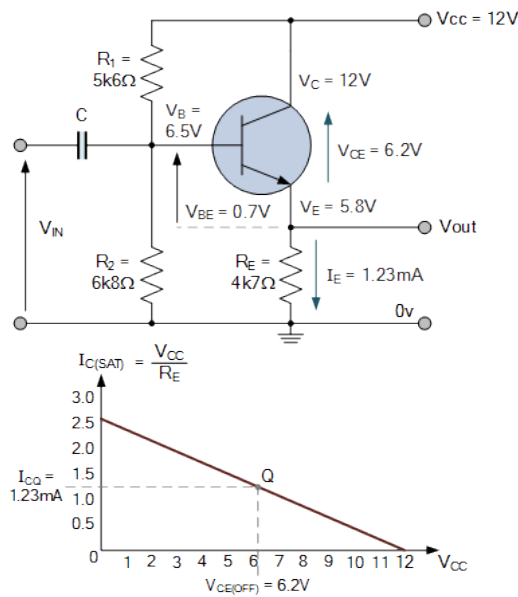 Vcc = 12V
R1 =
5k6Ω
VC = 12V
C
VB =
6.5V
VCE = 6.2V
VBE = 0.7V
VE = 5.8V
VIN
Vout
R2 =
6k8Ω
RE =
4k7Ω
IE = 1.23mA
0v
IC(SAT) = VCC
RE
3.0
2.5
2.0
1.5
1.0
0.5
ICQ =
1.23mA
Q
0 1 2 3 4 5 6 7 8 9 10 11 12 VCC
VCE(OFF) = 6.2V